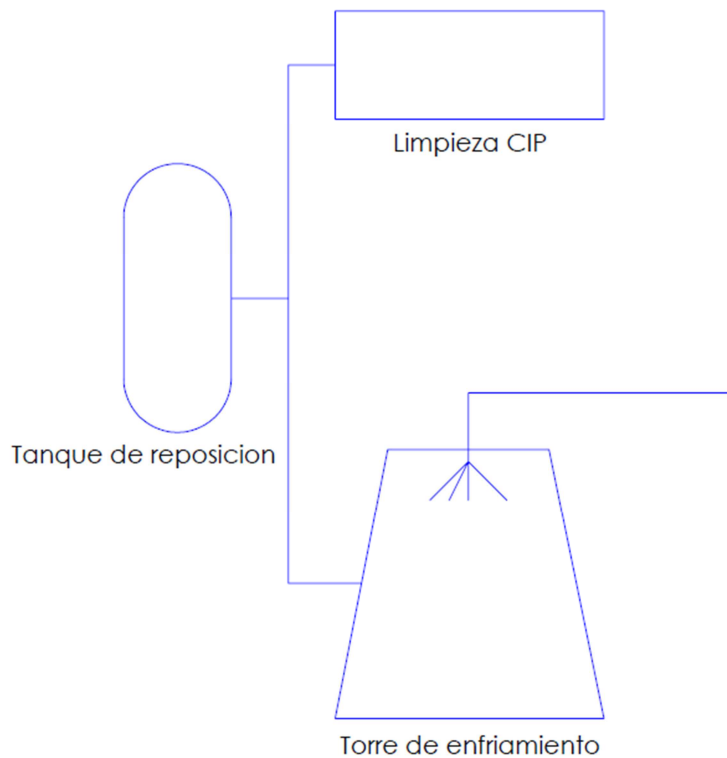 Limpieza CIP
Tanque de reposicion
Torre de enfriamiento